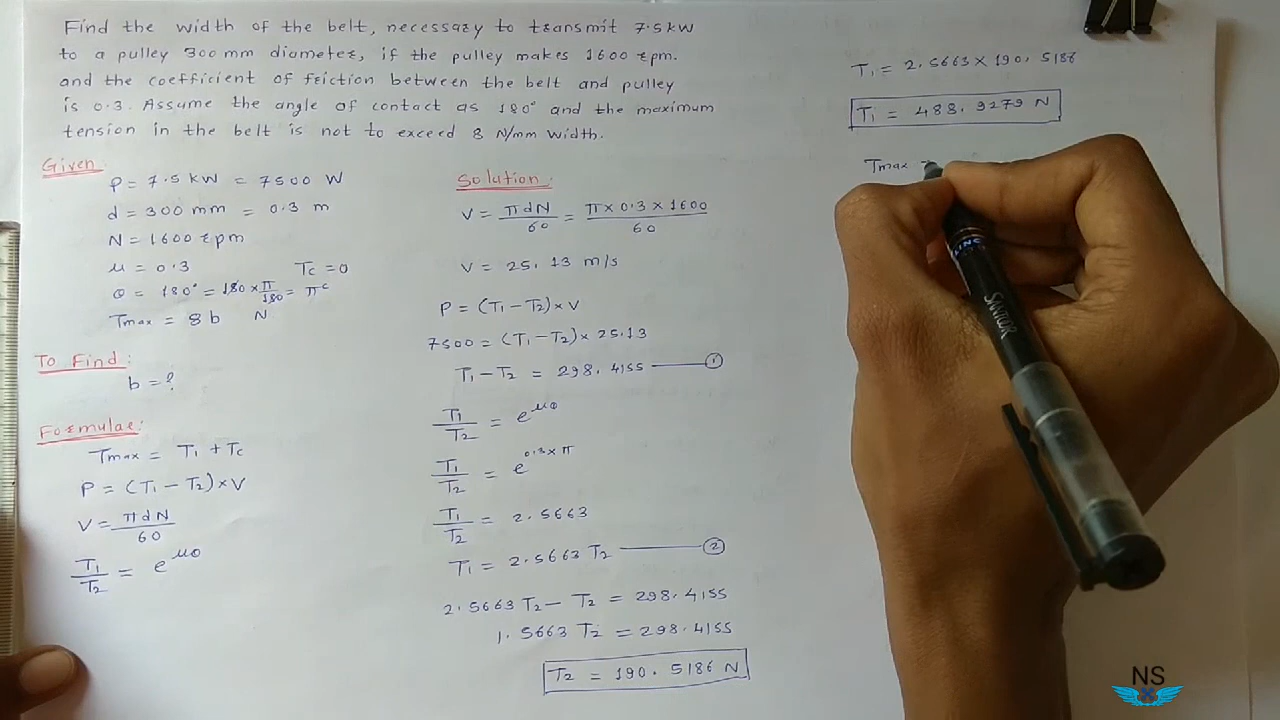 Find the width of the belt, necessary to transmit 7.5 kW
to a pulley 300 mm diameter, if the pulley makes 1600 rpm.
and the coefficient of friction between the belt and pulley
is 0.3. Assume the angle of contact as 180° and the maximum
tension in the belt is not to exceed 8 N/mm width.
Given
P = 7.5 kW = 7500 W
d = 300 mm = 0.3 m
N = 1600 rpm
μ = 0.3 Tc = 0
θ = 180° = 180 × π/180 = π^c
Tmax = 8b N
To Find:
b = ?
Formulae:
Tmax = T1 + Tc
P = (T1 - T2) × V
V = πdN/60
T1/T2 = e^μθ
Solution:
V = πdN/60 = π × 0.3 × 1600/60
V = 25.13 m/s
P = (T1 - T2) × V
7500 = (T1 - T2) × 25.13
T1 - T2 = 298.4155 — ①
T1/T2 = e^μθ
T1/T2 = e^0.3×π
T1/T2 = 2.5663
T1 = 2.5663 T2 — ②
2.5663 T2 - T2 = 298.4155
1.5663 T2 = 298.4155
T2 = 190.5186 N
T1 = 2.5663 × 190.5186
T1 = 488.9279 N
Tmax =
NS